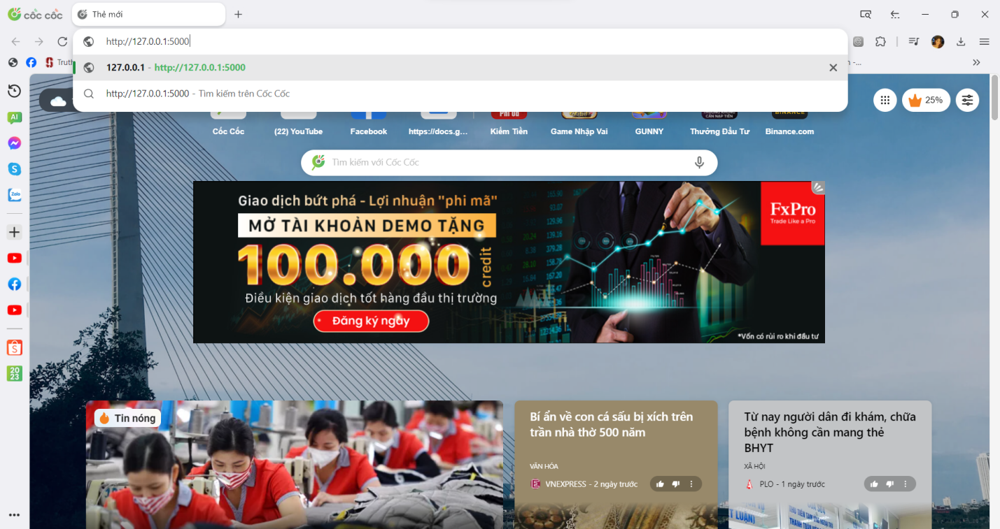 cốc cốc
Thẻ mới
http://127.0.0.1:5000
Truth
127.0.0.1 - http://127.0.0.1:5000
http://127.0.0.1:5000 - Tìm kiếm trên Cốc Cốc
AI
25%
BINANCE
Cốc Cốc
(22) YouTube
Facebook
https://docs.g...
Kiếm Tiền
Game Nhập Vai
GUNNY
Thưởng Đầu Tư
Binance.com
Zalo
Tìm kiếm với Cốc Cốc
Giao dịch bứt phá - Lợi nhuận "phi mã"
MỞ TÀI KHOẢN DEMO TẶNG
100.000
credit
Điều kiện giao dịch tốt hàng đầu thị trường
Đăng ký ngay
FxPro
Trade Like a Pro
*Vốn có rủi ro khi đầu tư
20
23
Tin nóng
Bí ẩn về con cá sấu bị xích trên
trần nhà thờ 500 năm
VĂN HÓA
VNEXPRESS - 2 ngày trước
Từ nay người dân đi khám, chữa
bệnh không cần mang thẻ
BHYT
XÃ HỘI
PLO - 1 ngày trước